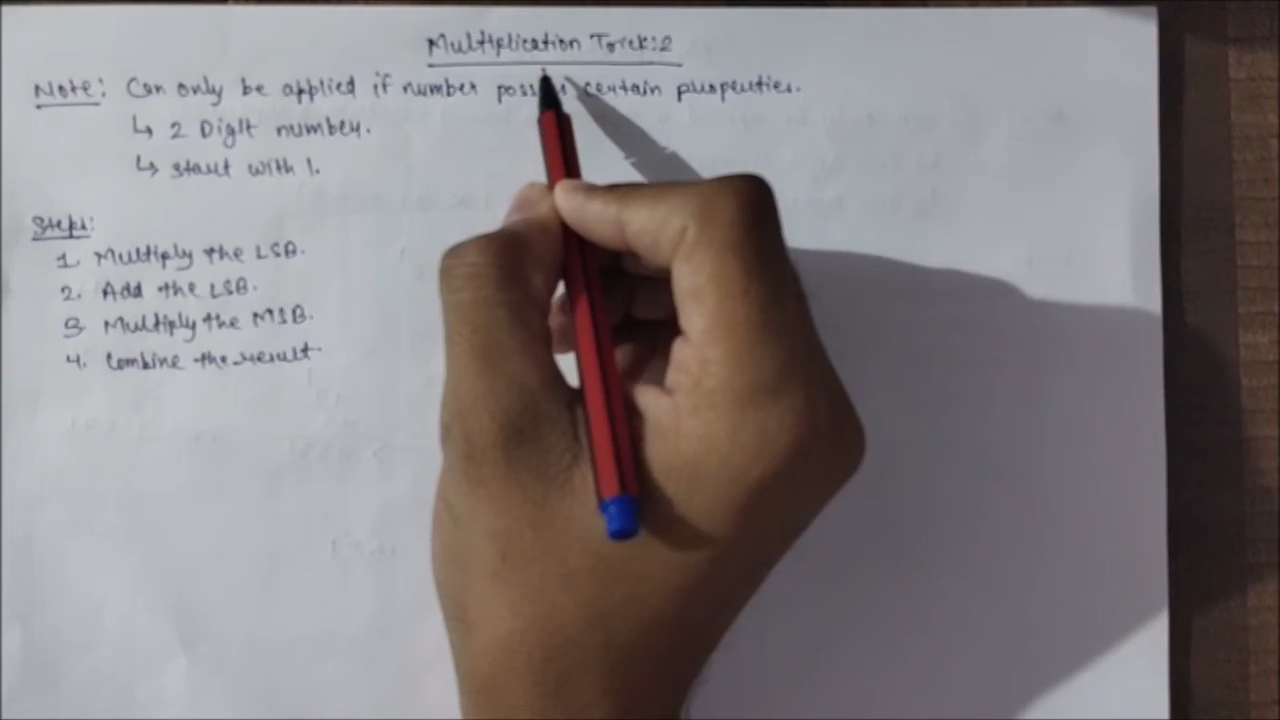 Multiplication Trick:2
Note: Can only be applied if number certain properties.
↳ 2 Digit number.
↳ start with 1.
Steps:
1. Multiply the LSB.
2. Add the LSB.
3. Multiply the MSB.
4. Combine the result.